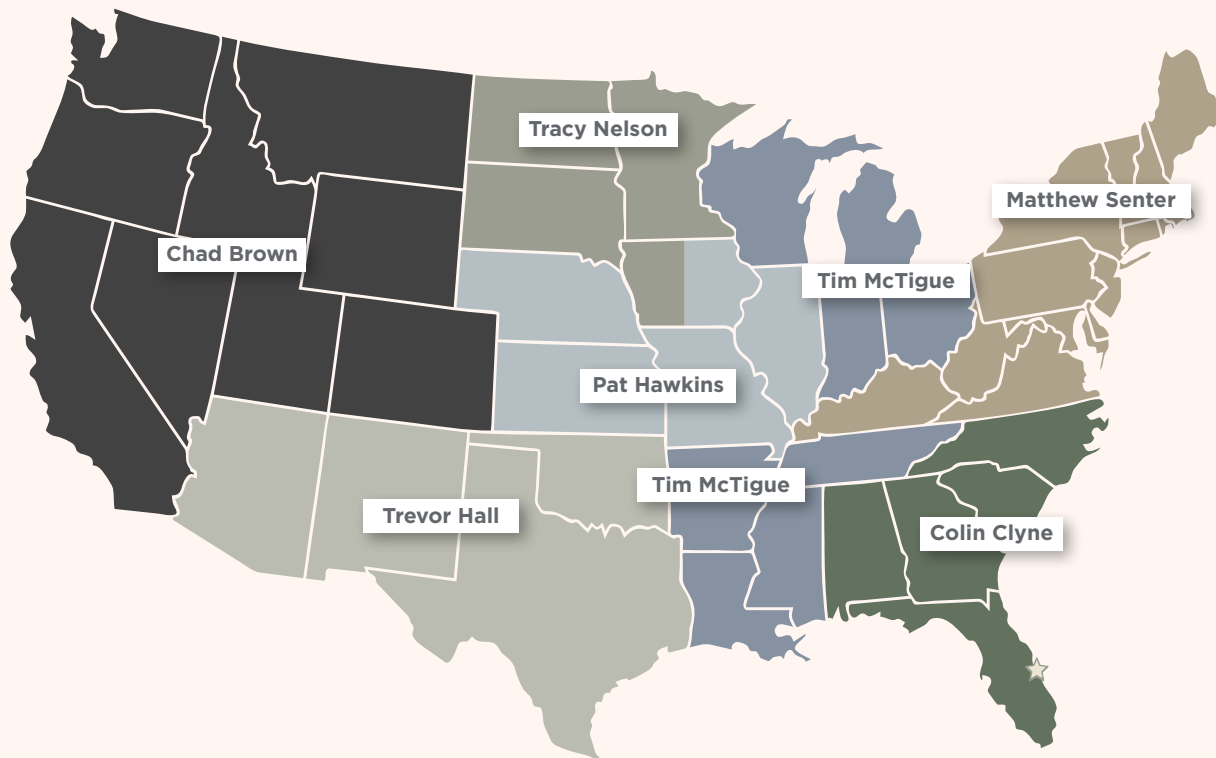 Tracy Nelson
Matthew Senter
Chad Brown
Tim McTigue
Pat Hawkins
Tim McTigue
Trevor Hall
Colin Clyne